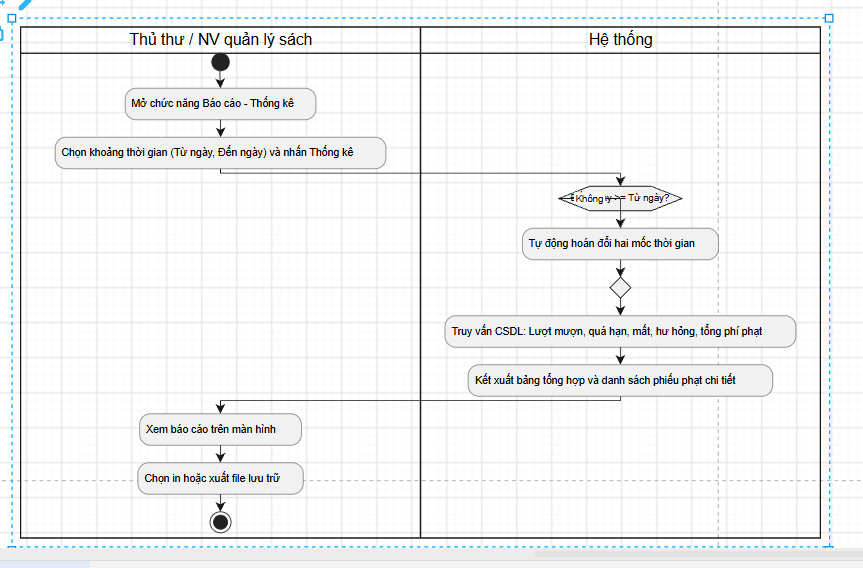 Thủ thư / NV quản lý sách
Hệ thống
Mở chức năng Báo cáo - Thống kê
Chọn khoảng thời gian (Từ ngày, Đến ngày) và nhấn Thống kê
Không >= Từ ngày?
Tự động hoán đổi hai mốc thời gian
Truy vấn CSDL: Lượt mượn, quá hạn, mất, hư hỏng, tổng phí phạt
Kết xuất bảng tổng hợp và danh sách phiếu phạt chi tiết
Xem báo cáo trên màn hình
Chọn in hoặc xuất file lưu trữ